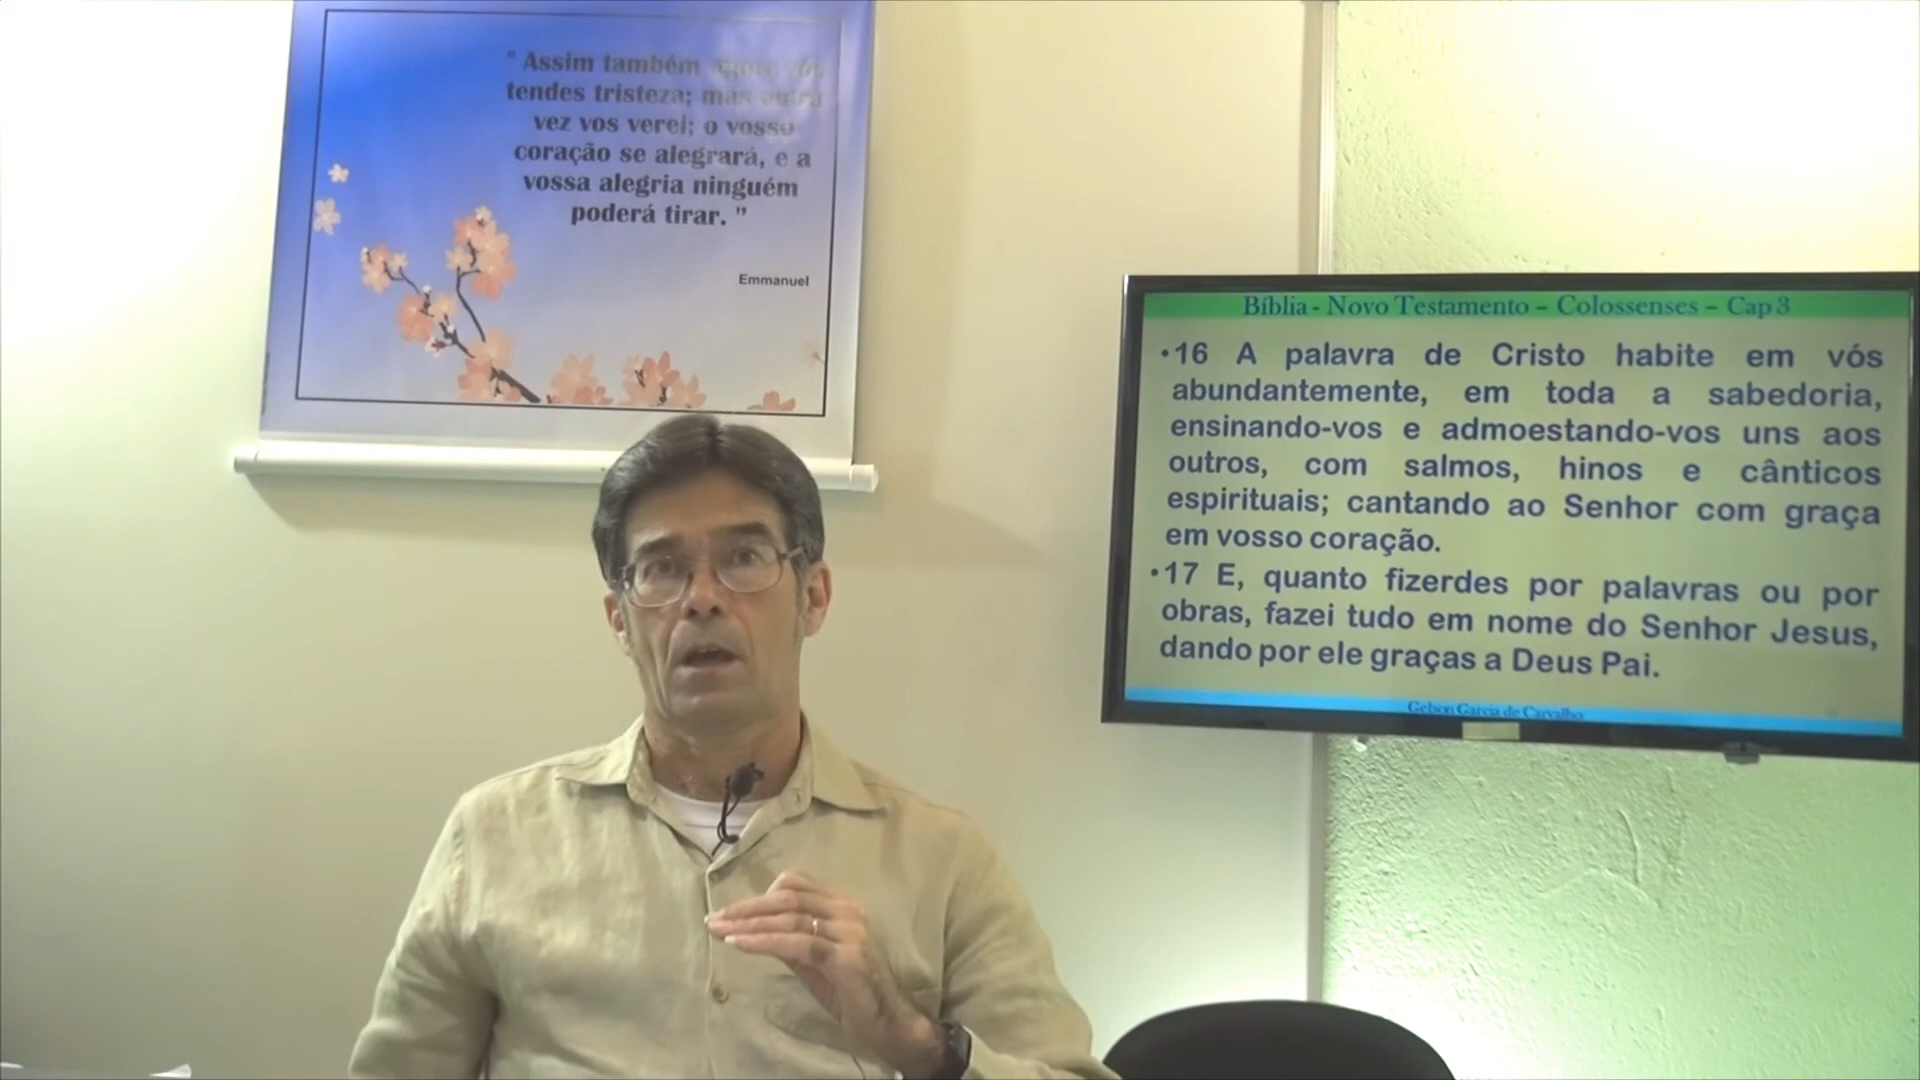 " Assim também agora vós
tendes tristeza; mas outra
vez vos verei; o vosso
coração se alegrará, e a
vossa alegria ninguém
poderá tirar. "
Emmanuel
Bíblia - Novo Testamento – Colossenses – Cap 3
•16 A palavra de Cristo habite em vós
abundantemente, em toda a sabedoria,
ensinando-vos e admoestando-vos uns aos
outros, com salmos, hinos e cânticos
espirituais; cantando ao Senhor com graça
em vosso coração.
•17 E, quanto fizerdes por palavras ou por
obras, fazei tudo em nome do Senhor Jesus,
dando por ele graças a Deus Pai.
Gelson Garcia de Carvalho